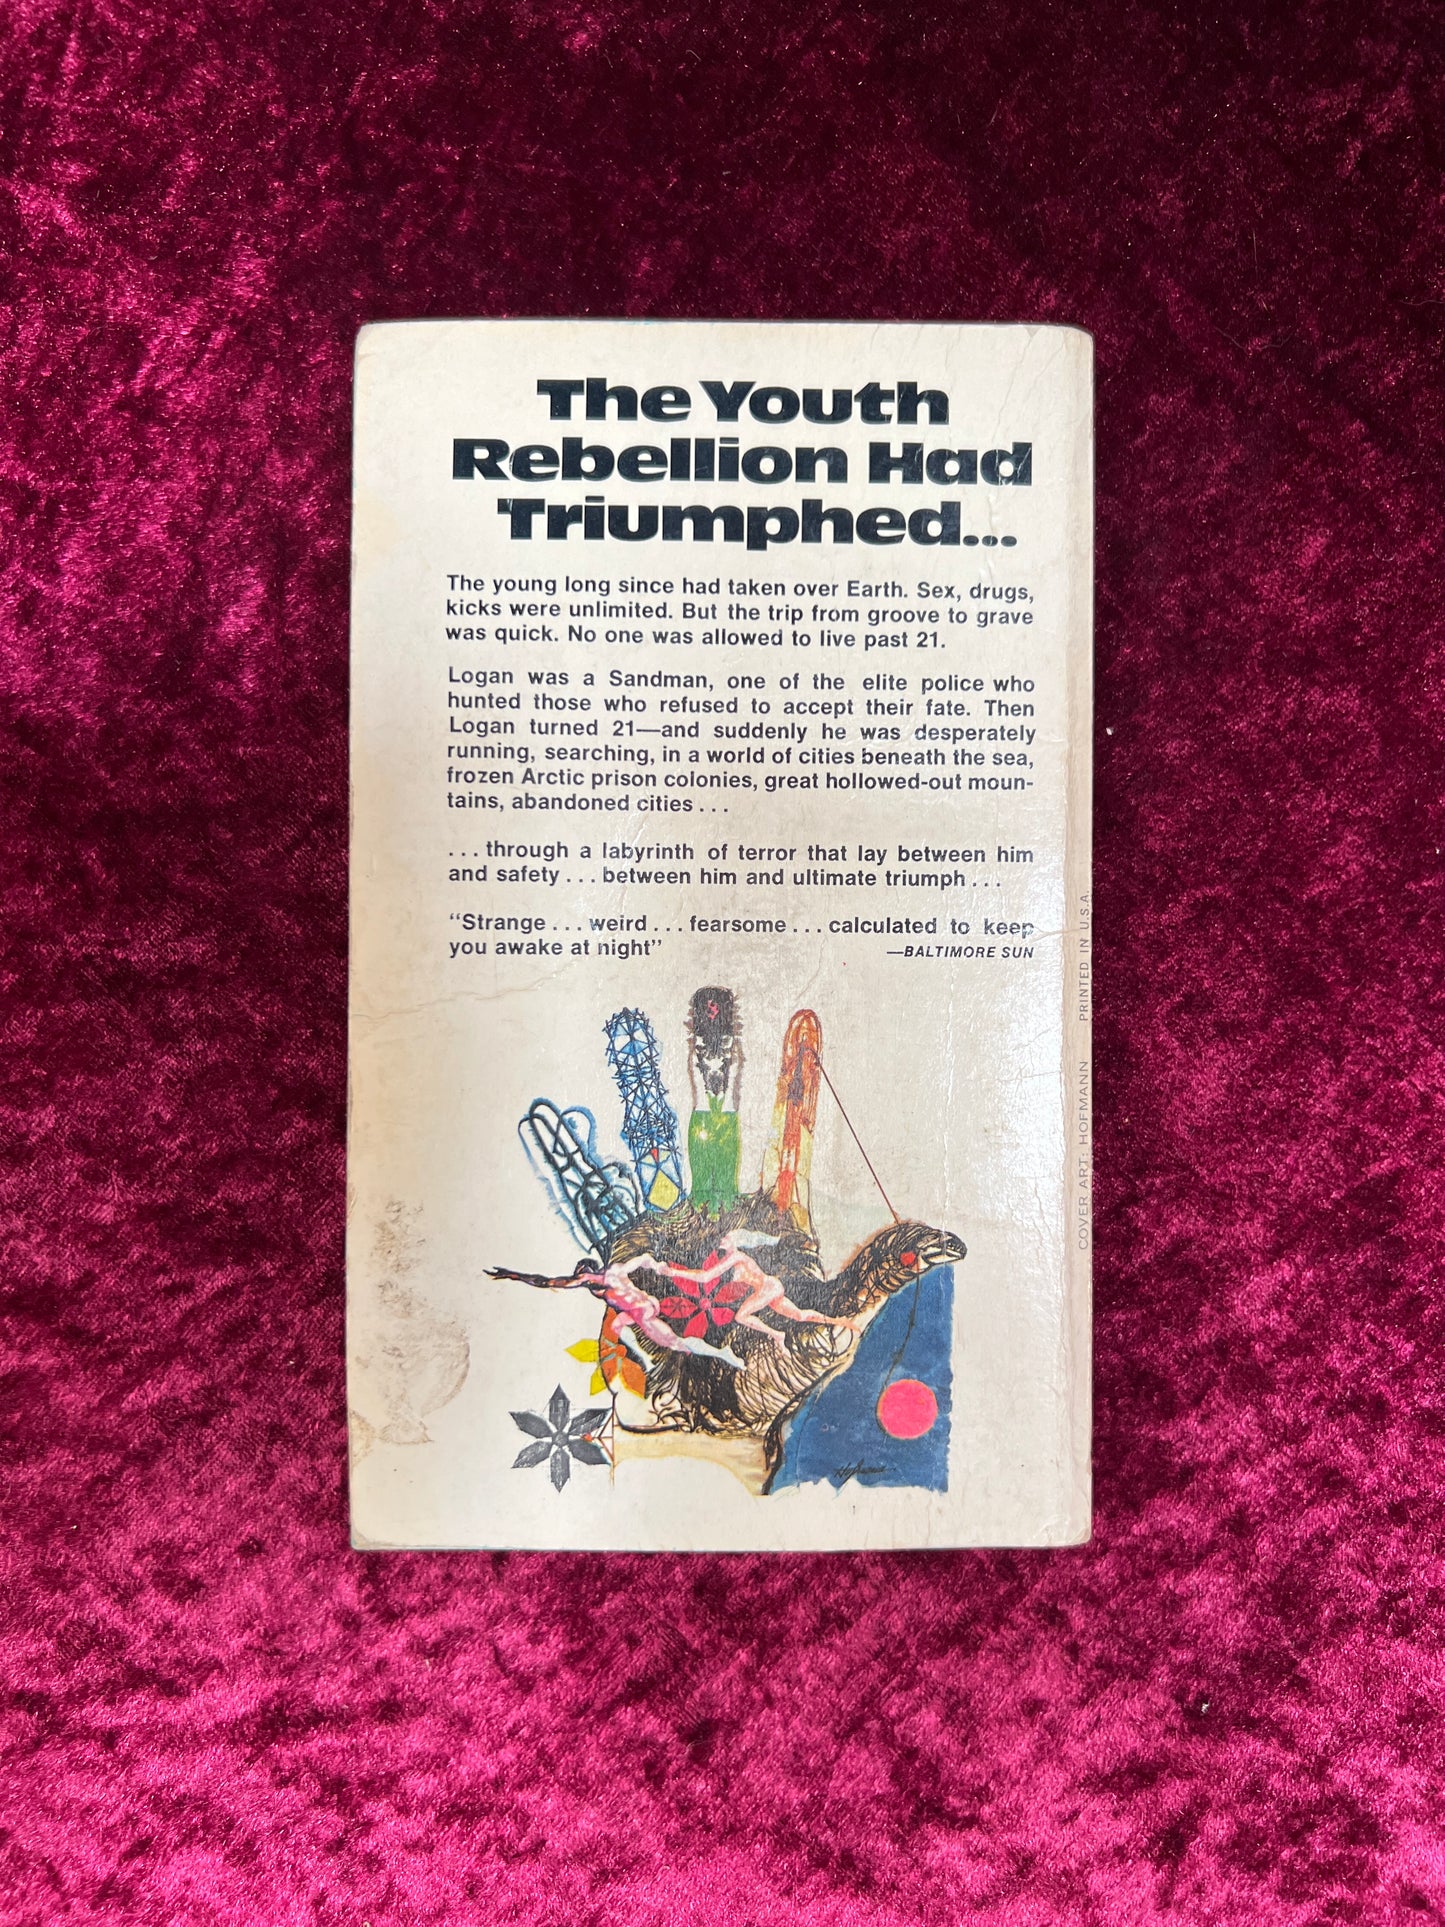 The Youth
Rebellion Had
Triumphed...
The young long since had taken over Earth. Sex, drugs,
kicks were unlimited. But the trip from groove to grave
was quick. No one was allowed to live past 21.
Logan was a Sandman, one of the elite police who
hunted those who refused to accept their fate. Then
Logan turned 21—and suddenly he was desperately
running, searching, in a world of cities beneath the sea,
frozen Arctic prison colonies, great hollowed-out moun-
tains, abandoned cities . . .
. . . through a labyrinth of terror that lay between him
and safety . . . between him and ultimate triumph . . .
“Strange . . . weird . . . fearsome . . . calculated to keep
you awake at night”
—BALTIMORE SUN
COVER ART: HOFMANN PRINTED IN U.S.A.